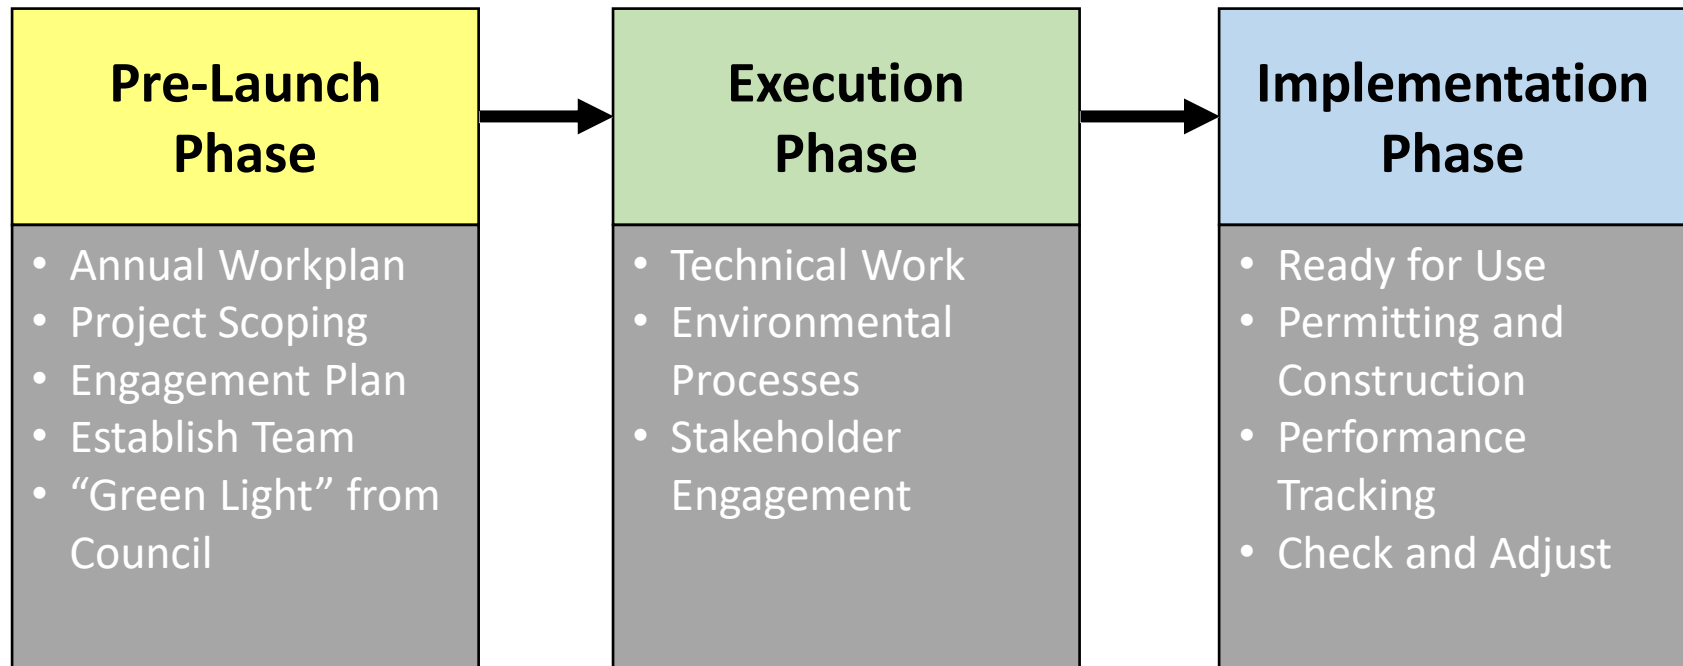 Pre-Launch
Phase
• Annual Workplan
• Project Scoping
• Engagement Plan
• Establish Team
• “Green Light” from
Council
Execution
Phase
• Technical Work
• Environmental
Processes
• Stakeholder
Engagement
Implementation
Phase
• Ready for Use
• Permitting and
Construction
• Performance
Tracking
• Check and Adjust